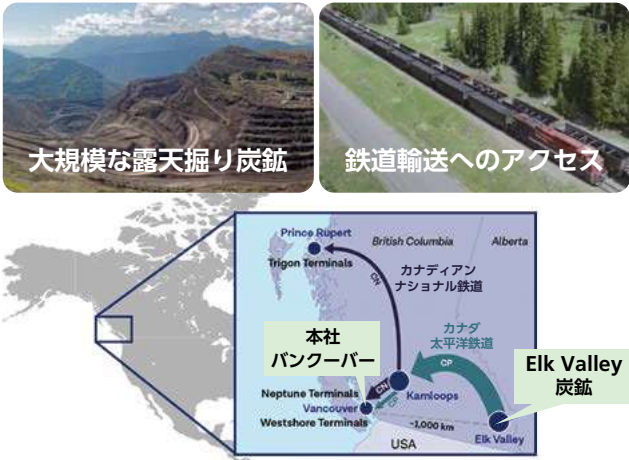 大規模な露天掘り炭鉱
鉄道輸送へのアクセス
Prince Rupert
British Columbia
Alberta
Trigon Terminals
CN
カナディアン
ナショナル鉄道
本社
バンクーバー
カナダ
太平洋鉄道
CP
Elk Valley
炭鉱
Neptune Terminals
CN
Kamloops
Vancouver
CP
Westshore Terminals
~1,000 km
Elk Valley
USA